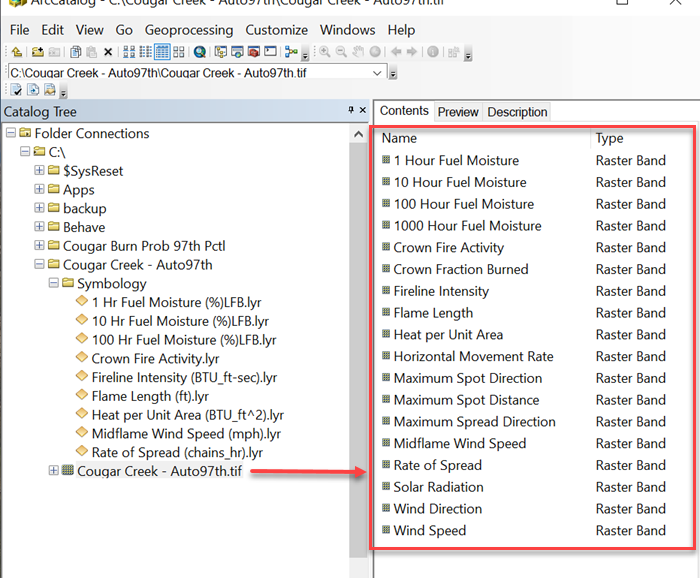 ArcCatalog - C:\Cougar Creek - Auto97th\Cougar Creek - Auto97th.tif
File Edit View Go Geoprocessing Customize Windows Help
C:\Cougar Creek - Auto97th\Cougar Creek - Auto97th.tif
Catalog Tree
Folder Connections
C:\
$SysReset
Apps
backup
Behave
Cougar Burn Prob 97th Pctl
Cougar Creek - Auto97th
Symbology
1 Hr Fuel Moisture (%)LFB.lyr
10 Hr Fuel Moisture (%)LFB.lyr
100 Hr Fuel Moisture (%)LFB.lyr
Crown Fire Activity.lyr
Fireline Intensity (BTU_ft-sec).lyr
Flame Length (ft).lyr
Heat per Unit Area (BTU_ft^2).lyr
Midflame Wind Speed (mph).lyr
Rate of Spread (chains_hr).lyr
Cougar Creek - Auto97th.tif
Contents Preview Description
Name Type
1 Hour Fuel Moisture Raster Band
10 Hour Fuel Moisture Raster Band
100 Hour Fuel Moisture Raster Band
1000 Hour Fuel Moisture Raster Band
Crown Fire Activity Raster Band
Crown Fraction Burned Raster Band
Fireline Intensity Raster Band
Flame Length Raster Band
Heat per Unit Area Raster Band
Horizontal Movement Rate Raster Band
Maximum Spot Direction Raster Band
Maximum Spot Distance Raster Band
Maximum Spread Direction Raster Band
Midflame Wind Speed Raster Band
Rate of Spread Raster Band
Solar Radiation Raster Band
Wind Direction Raster Band
Wind Speed Raster Band